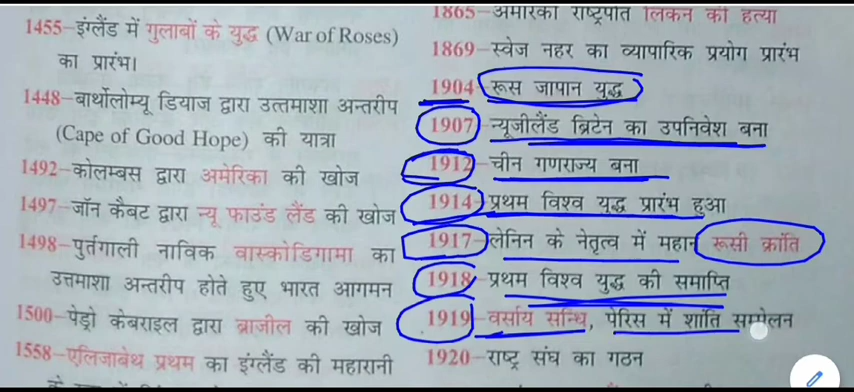 1455–इंग्लैंड में गुलाबों के युद्ध (War of Roses)
का प्रारंभ।
1448–बार्थोलोम्यू डियाज द्वारा उत्तमाशा अन्तरीप
(Cape of Good Hope) की यात्रा
1492–कोलम्बस द्वारा अमेरिका की खोज
1497–जॉन कैबट द्वारा न्यू फाउंड लैंड की खोज
1498–पुर्तगाली नाविक वास्कोडिगामा का
उत्तमाशा अन्तरीप होते हुए भारत आगमन
1500–पेड्रो केबराइल द्वारा ब्राजील की खोज
1558–एलिजाबेथ प्रथम का इंग्लैंड की महारानी
1865–अमरिका राष्ट्रपति लिंकन की हत्या
1869–स्वेज नहर का व्यापारिक प्रयोग प्रारंभ
1904–रूस जापान युद्ध
1907–न्यूजीलैंड ब्रिटेन का उपनिवेश बना
1912–चीन गणराज्य बना
1914–प्रथम विश्व युद्ध प्रारंभ हुआ
1917–लेनिन के नेतृत्व में महान रूसी क्रांति
1918–प्रथम विश्व युद्ध की समाप्ति
1919–वर्साय सन्धि, पेरिस में शांति सम्मेलन
1920–राष्ट्र संघ का गठन